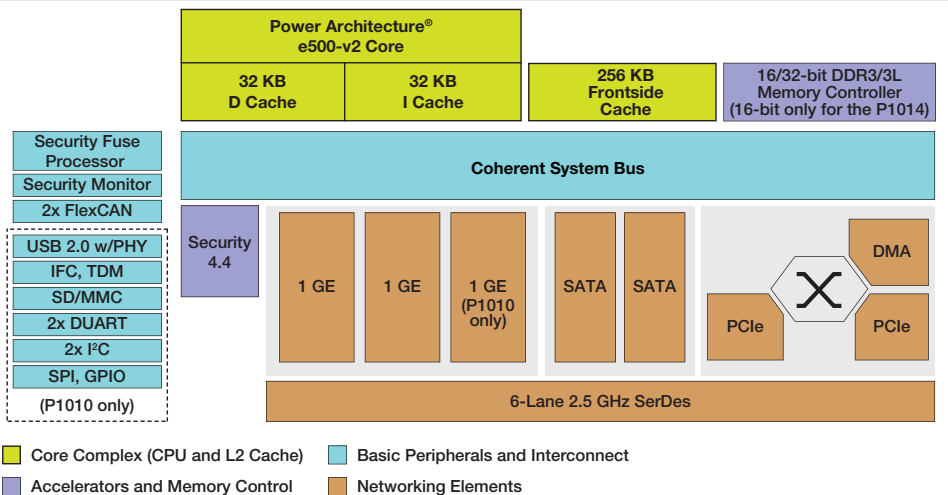 Power Architecture®
e500-v2 Core
32 KB
D Cache
32 KB
I Cache
256 KB
Frontside
Cache
16/32-bit DDR3/3L
Memory Controller
(16-bit only for the P1014)
Security Fuse
Processor
Security Monitor
2x FlexCAN
USB 2.0 w/PHY
IFC, TDM
SD/MMC
2x DUART
2x I²C
SPI, GPIO
(P1010 only)
Coherent System Bus
Security
4.4
1 GE
1 GE
1 GE
(P1010
only)
SATA
SATA
DMA
PCIe
PCIe
6-Lane 2.5 GHz SerDes
Core Complex (CPU and L2 Cache)
Basic Peripherals and Interconnect
Accelerators and Memory Control
Networking Elements